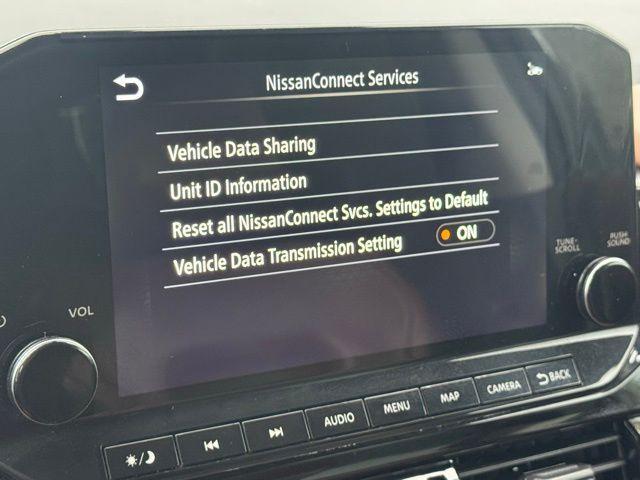 NissanConnect Services
Vehicle Data Sharing
Unit ID Information
Reset all NissanConnect Svcs. Settings to Default
Vehicle Data Transmission Setting ON
VOL
TUNE-
SCROLL
PUSH-
SOUND
AUDIO
MENU
MAP
CAMERA
BACK